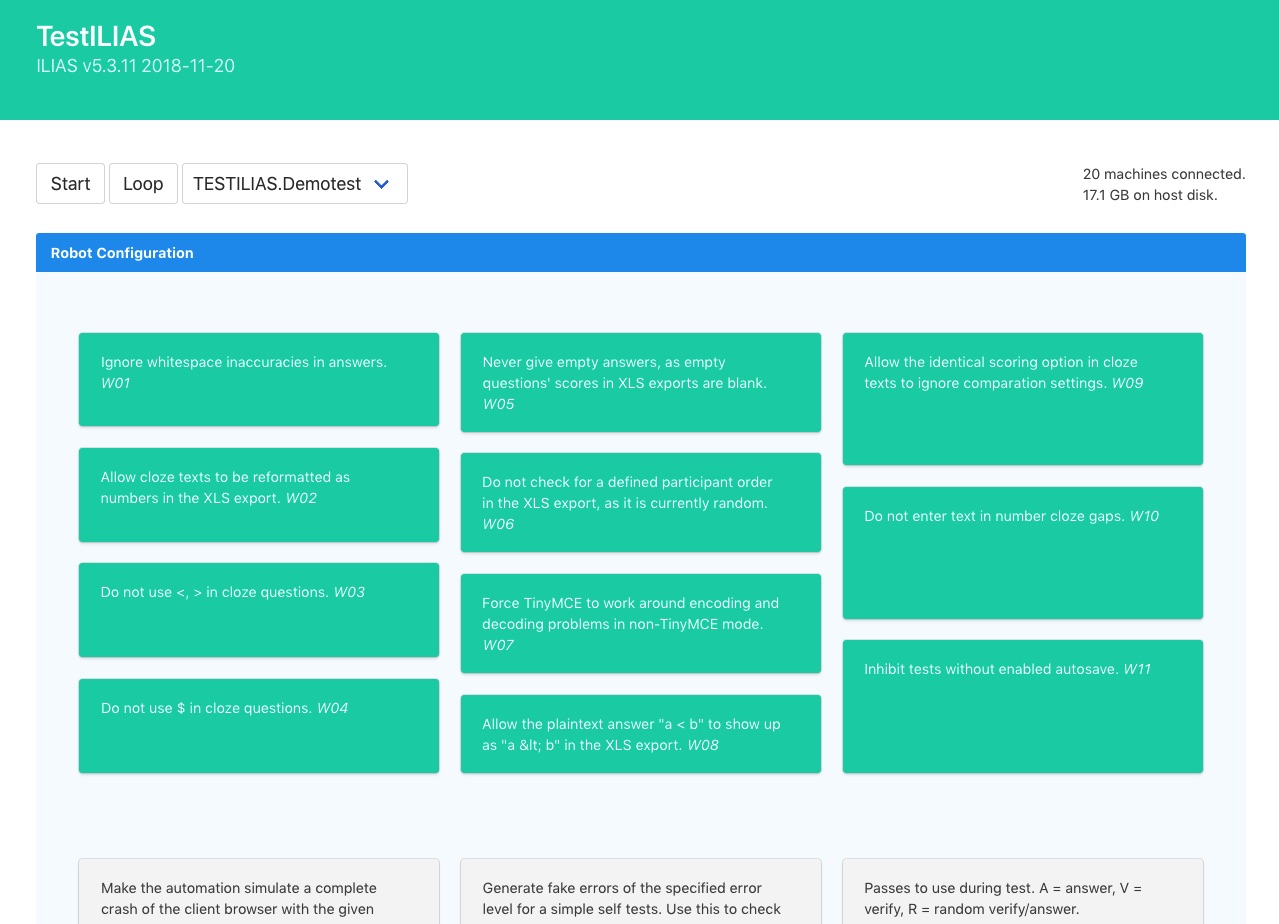 TestILIAS
ILIAS v5.3.11 2018-11-20
Start
Loop
TESTILIAS.Demotest
20 machines connected.
17.1 GB on host disk.
Robot Configuration
Ignore whitespace inaccuracies in answers.
W01
Allow cloze texts to be reformatted as
numbers in the XLS export. W02
Do not use <, > in cloze questions. W03
Do not use $ in cloze questions. W04
Never give empty answers, as empty
questions' scores in XLS exports are blank.
W05
Do not check for a defined participant order
in the XLS export, as it is currently random.
W06
Force TinyMCE to work around encoding and
decoding problems in non-TinyMCE mode.
W07
Allow the plaintext answer "a < b" to show up
as "a &lt; b" in the XLS export. W08
Allow the identical scoring option in cloze
texts to ignore comparation settings. W09
Do not enter text in number cloze gaps. W10
Inhibit tests without enabled autosave. W11
Make the automation simulate a complete
crash of the client browser with the given
Generate fake errors of the specified error
level for a simple self tests. Use this to check
Passes to use during test. A = answer, V =
verify, R = random verify/answer.